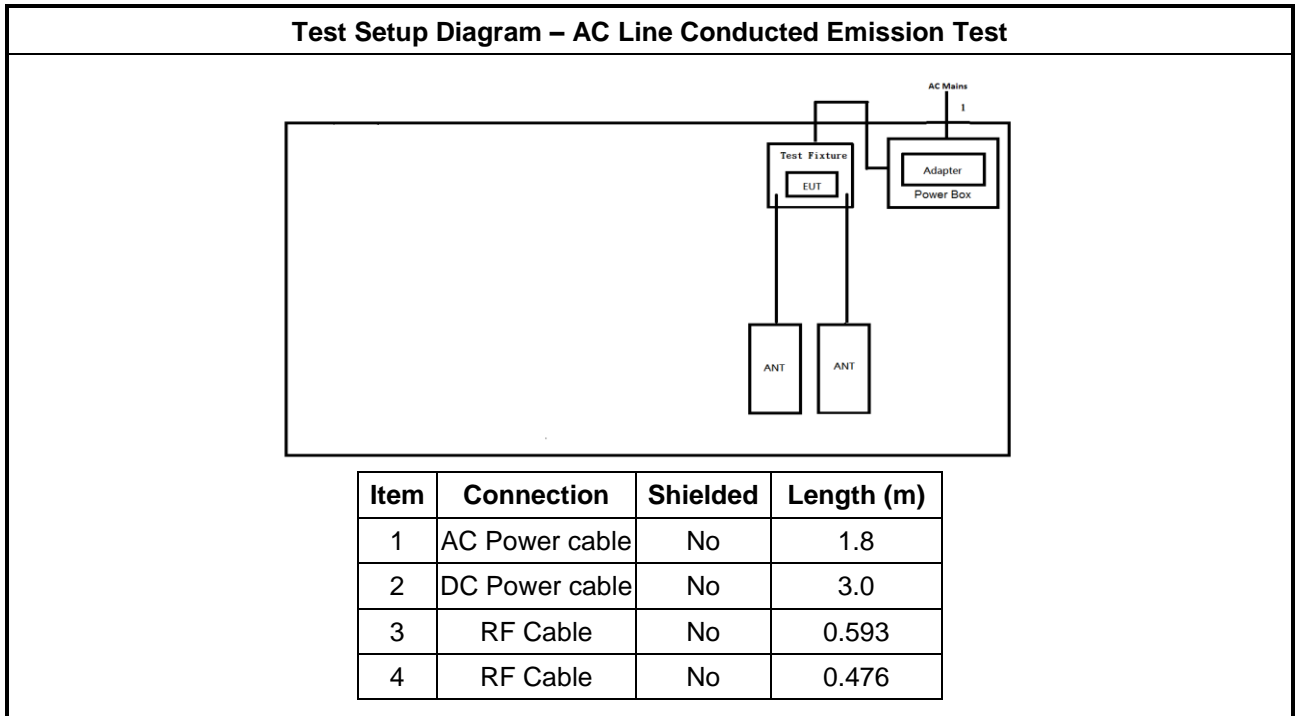 Test Setup Diagram – AC Line Conducted Emission Test
AC Mains
1
Test Fixture
EUT
Adapter
Power Box
ANT
ANT
Item Connection Shielded Length (m)
1 AC Power cable No 1.8
2 DC Power cable No 3.0
3 RF Cable No 0.593
4 RF Cable No 0.476